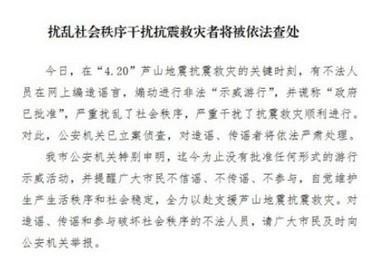 扰乱社会秩序干扰抗震救灾者将被依法查处
今日，在“4.20”芦山地震抗震救灾的关键时刻，有不法人
员在网上编造谣言，煽动进行非法“示威游行”，并谎称“政府
已批准”，严重扰乱了社会秩序，严重干扰了抗震救灾顺利进行。
对此，公安机关已立案侦查，对造谣、传谣者将依法严肃处理。
我市公安机关特别申明，迄今为止没有批准任何形式的游行
示威活动，并提醒广大市民不信谣、不传谣、不参与，自觉维护
生产生活秩序和社会稳定，全力以赴支援芦山地震抗震救灾。对
造谣、传谣和参与破坏社会秩序的不法人员，请广大市民及时向
公安机关举报。